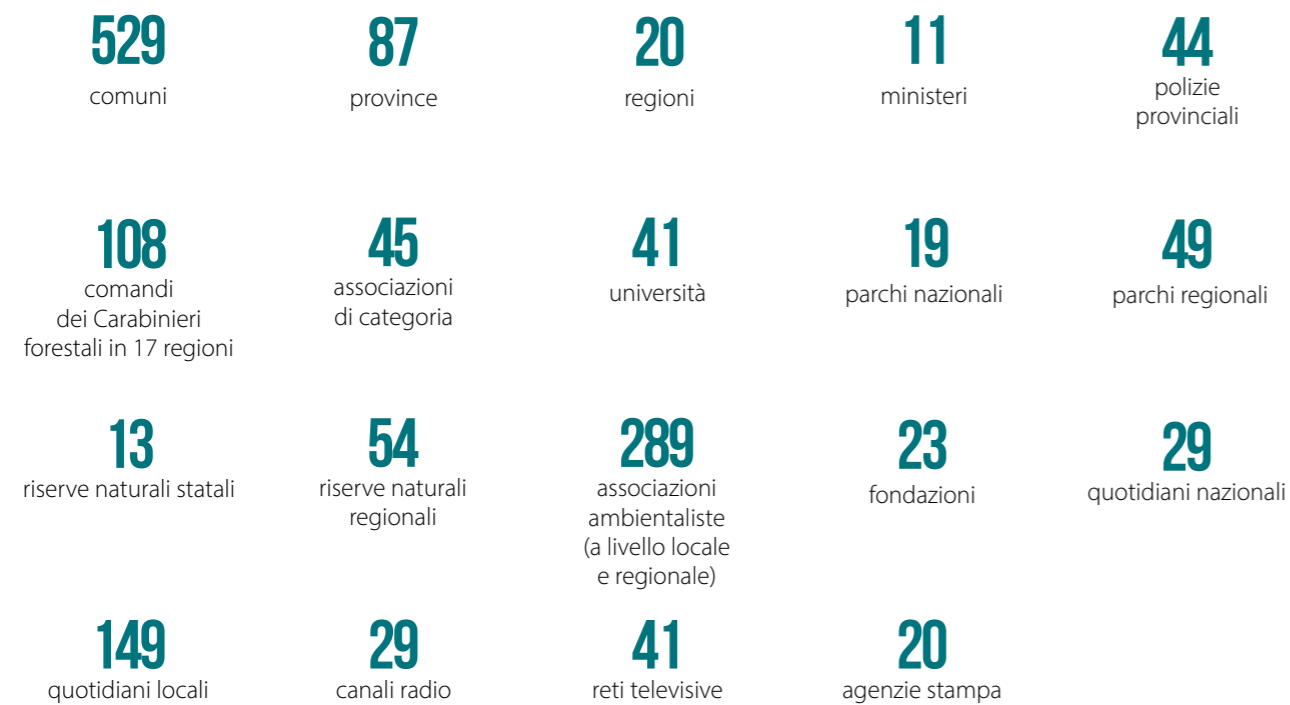 529
comuni
87
province
20
regioni
11
ministeri
44
polizie
provinciali
108
comandi
dei Carabinieri
forestali in 17 regioni
45
associazioni
di categoria
41
università
19
parchi nazionali
49
parchi regionali
13
riserve naturali statali
54
riserve naturali
regionali
289
associazioni
ambientaliste
(a livello locale
e regionale)
23
fondazioni
29
quotidiani nazionali
149
quotidiani locali
29
canali radio
41
reti televisive
20
agenzie stampa